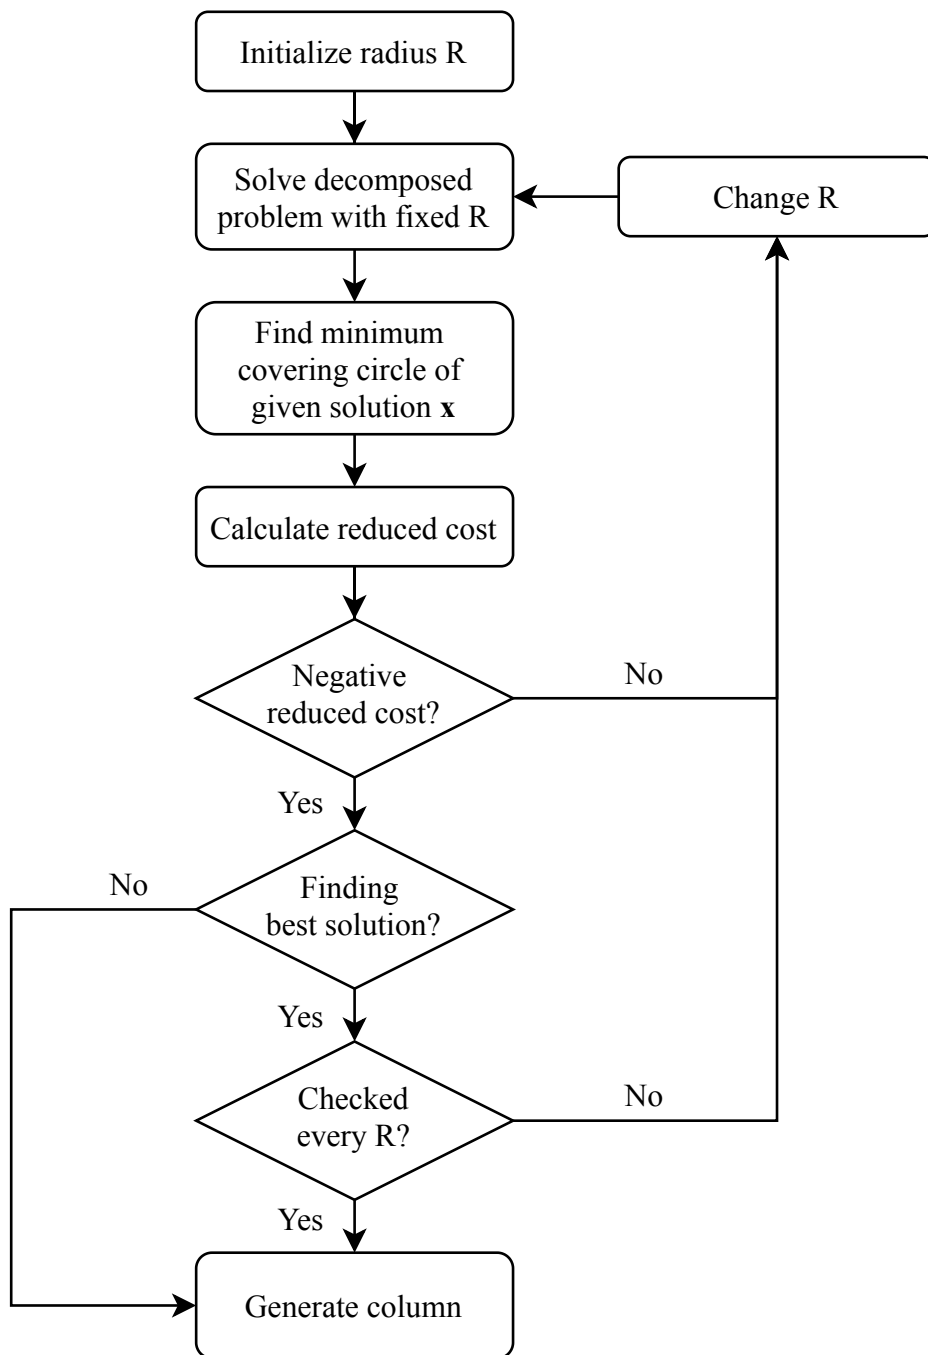 Initialize radius R
Solve decomposed
problem with fixed R
Change R
Find minimum
covering circle of
given solution x
Calculate reduced cost
Negative
reduced cost?
No
Yes
No
Finding
best solution?
Yes
Checked
every R?
No
Yes
Generate column